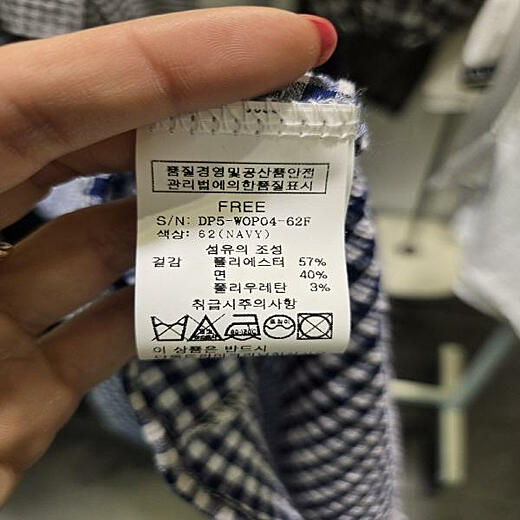 품질경영및공산품안전
관리법에의한품질표시
FREE
S/N: DP5-WOP04-62F
색상: 62(NAVY)
섬유의 조성
겉감 폴리에스터 57%
면 40%
폴리우레탄 3%
취급시주의사항
이 상품은 반드시